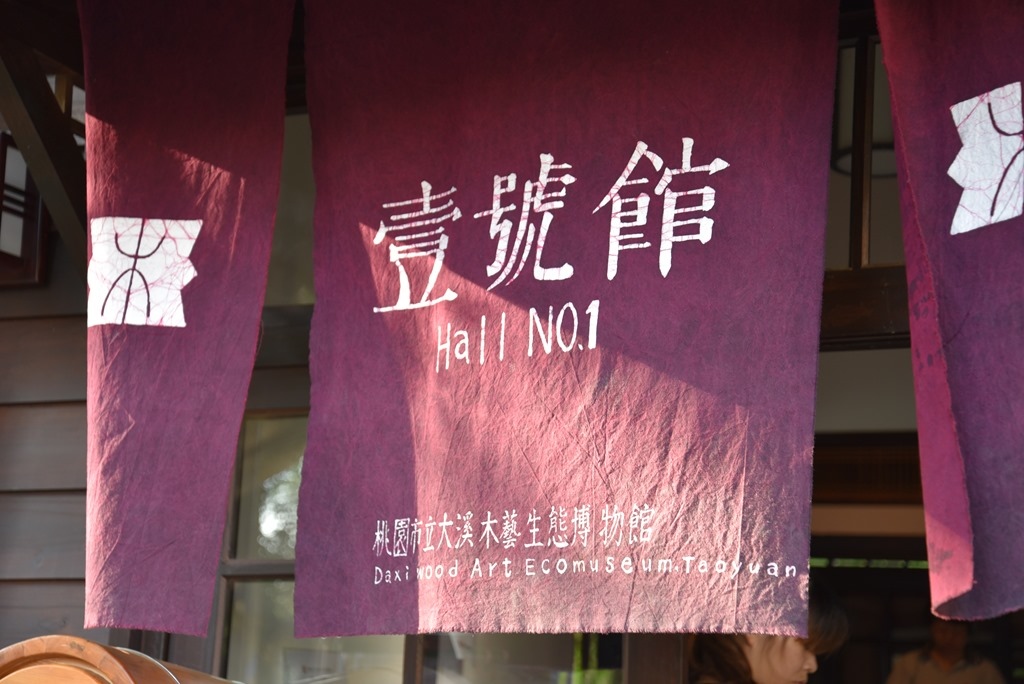 壹號館
Hall NO.1
桃園市立大溪木藝生態博物館
Daxi wood Art Ecomuseum.Taoyuan